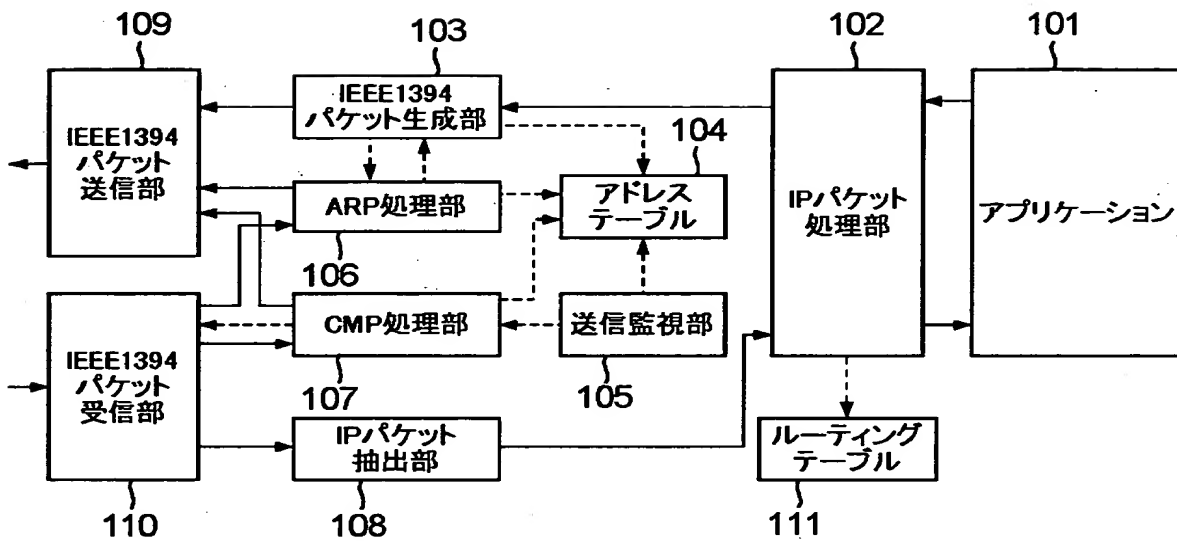 109
103
102
101
IEEE1394
パケット
送信部
IEEE1394
パケット生成部
104
アドレス
テーブル
IPパケット
処理部
アプリケーション
ARP処理部
106
CMP処理部
送信監視部
IEEE1394
パケット
受信部
107
105
IPパケット
抽出部
ルーティング
テーブル
110
108
111